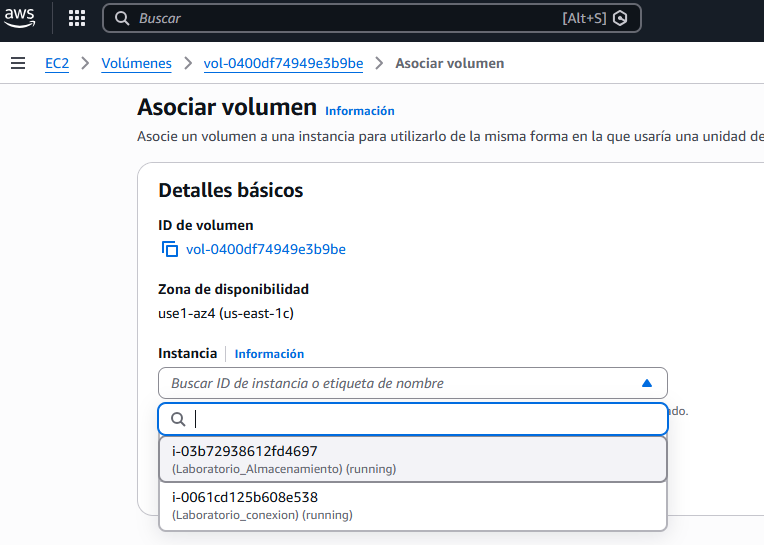 aws
Buscar [Alt+S]
EC2 > Volúmenes > vol-0400df74949e3b9be > Asociar volumen
Asociar volumen Información
Asocie un volumen a una instancia para utilizarlo de la misma forma en la que usaría una unidad de
Detalles básicos
ID de volumen
vol-0400df74949e3b9be
Zona de disponibilidad
use1-az4 (us-east-1c)
Instancia | Información
Buscar ID de instancia o etiqueta de nombre
i-03b72938612fd4697
(Laboratorio_Almacenamiento) (running)
i-0061cd125b608e538
(Laboratorio_conexion) (running)